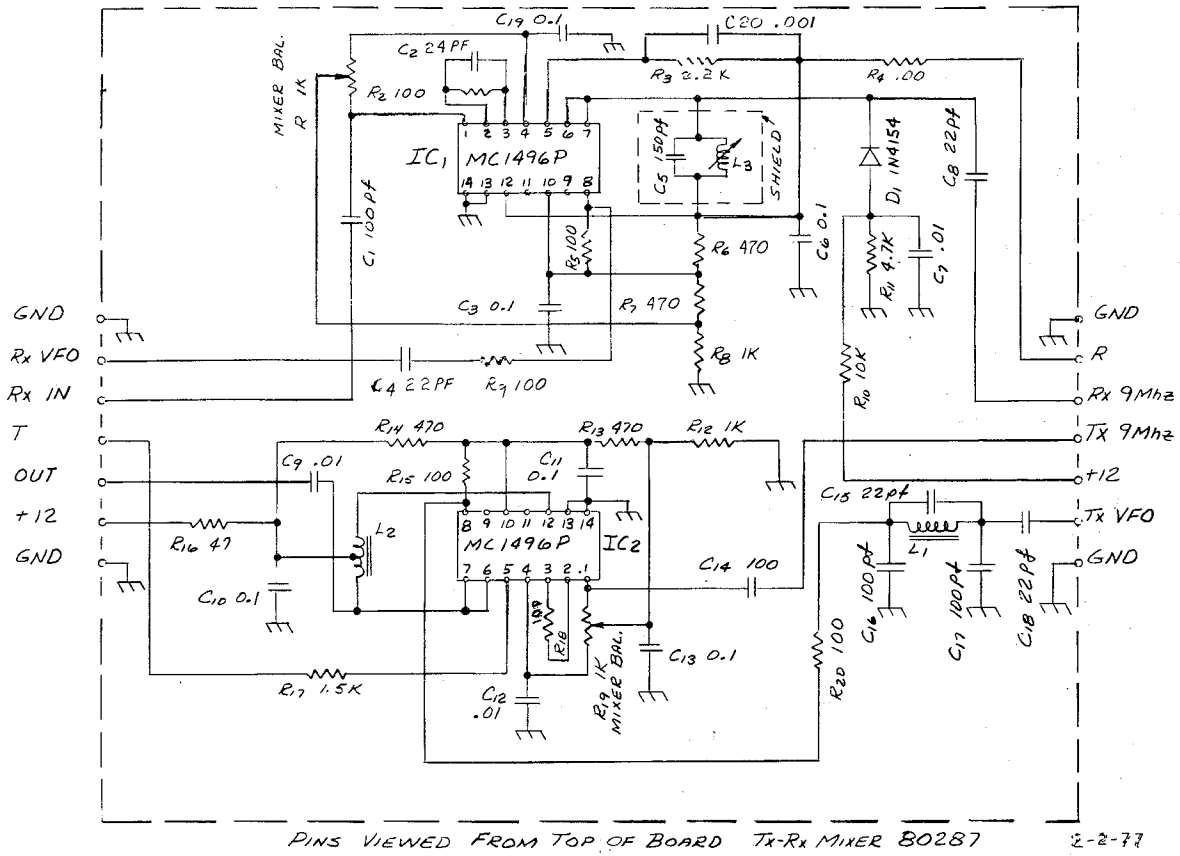 C19 0.1
C20 .001
C2 24PF
R3 2.2K
R4 .00
R2 100
MIXER BAL.
R 1K
1 2 3 4 5 6 7
IC1 MC1496P
14 13 12 11 10 9 8
C5 150pf
L3
SHIELD
D1 1N4154
C8 22pf
C1 100pf
R5 100
R6 470
C6 0.1
R11 4.7K
C7 .01
C3 0.1
R7 470
R8 1K
GND
Rx VFO
Rx IN
T
OUT
+12
GND
C4 22PF
R9 100
R10 10K
GND
R
Rx 9Mhz
Tx 9Mhz
+12
Tx VFO
GND
R14 470
R13 470
R12 1K
C9 .01
R15 100
C11 0.1
8 9 10 11 12 13 14
MC1496P IC2
7 6 5 4 3 2 1
R16 47
L2
C10 0.1
C14 100
C15 22pf
L1
C16 100pf
C17 100pf
C18 22pf
R18
R17 1.5K
C12 .01
R19 1K
MIXER BAL.
C13 0.1
R20 100
PINS VIEWED FROM TOP OF BOARD Tx-Rx MIXER 80287
2-2-77